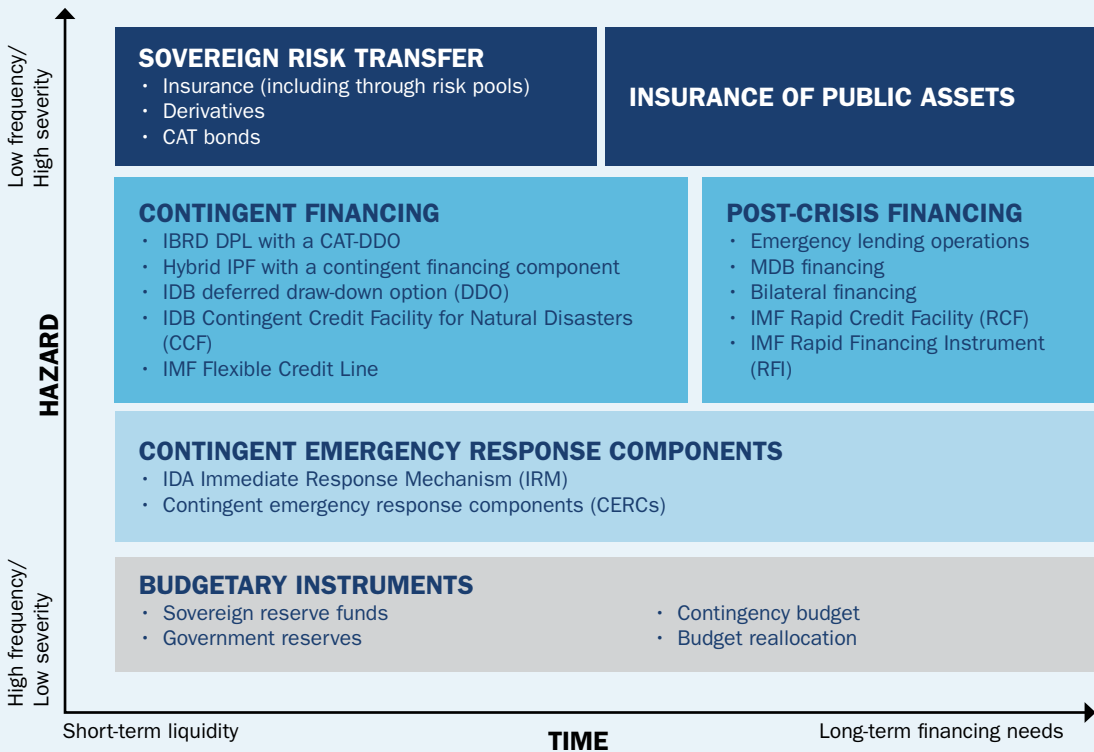 Low frequency/
High severity
SOVEREIGN RISK TRANSFER
· Insurance (including through risk pools)
· Derivatives
· CAT bonds
INSURANCE OF PUBLIC ASSETS
CONTINGENT FINANCING
· IBRD DPL with a CAT-DDO
· Hybrid IPF with a contingent financing component
· IDB deferred draw-down option (DDO)
· IDB Contingent Credit Facility for Natural Disasters
(CCF)
· IMF Flexible Credit Line
POST-CRISIS FINANCING
· Emergency lending operations
· MDB financing
· Bilateral financing
· IMF Rapid Credit Facility (RCF)
· IMF Rapid Financing Instrument
(RFI)
HAZARD
CONTINGENT EMERGENCY RESPONSE COMPONENTS
· IDA Immediate Response Mechanism (IRM)
· Contingent emergency response components (CERCs)
High frequency/
Low severity
BUDGETARY INSTRUMENTS
· Sovereign reserve funds
· Government reserves
· Contingency budget
· Budget reallocation
Short-term liquidity
TIME
Long-term financing needs